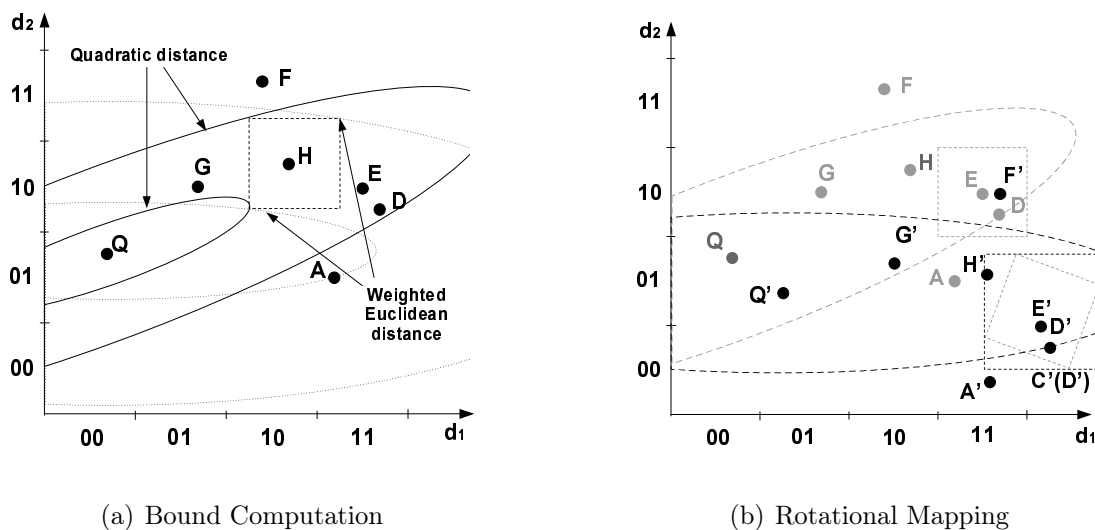 d2
11
10
01
00
00
01
10
11
d1
Quadratic distance
F
G
H
E
D
Q
A
Weighted
Euclidean
distance
(a) Bound Computation
d2
11
10
01
00
00
01
10
11
d1
F
H
G
E
F'
D
Q
G'
A
H'
Q'
E'
D'
C'(D')
A'
(b) Rotational Mapping